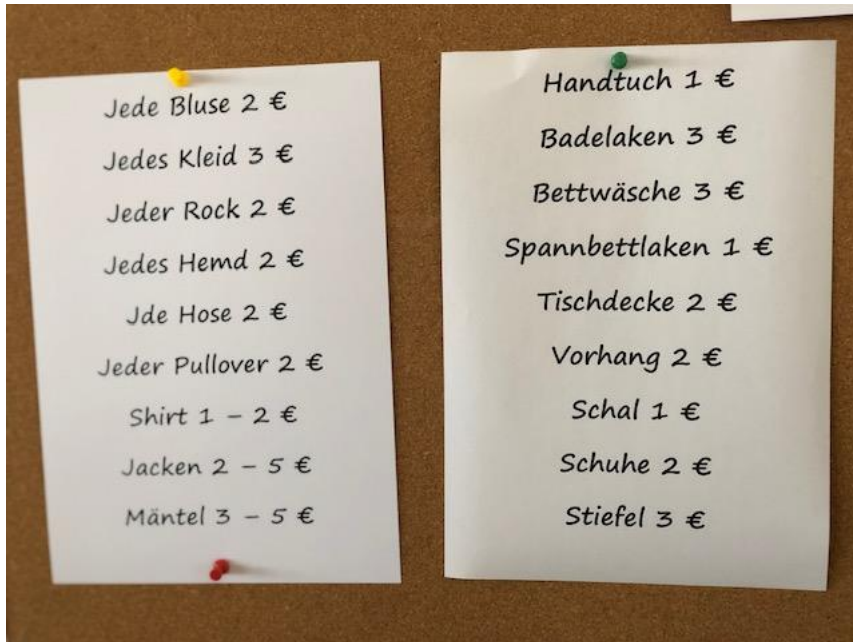 Jede Bluse 2 €
Jedes Kleid 3 €
Jeder Rock 2 €
Jedes Hemd 2 €
Jde Hose 2 €
Jeder Pullover 2 €
Shirt 1 – 2 €
Jacken 2 – 5 €
Mäntel 3 – 5 €
Handtuch 1 €
Badelaken 3 €
Bettwäsche 3 €
Spannbettlaken 1 €
Tischdecke 2 €
Vorhang 2 €
Schal 1 €
Schuhe 2 €
Stiefel 3 €